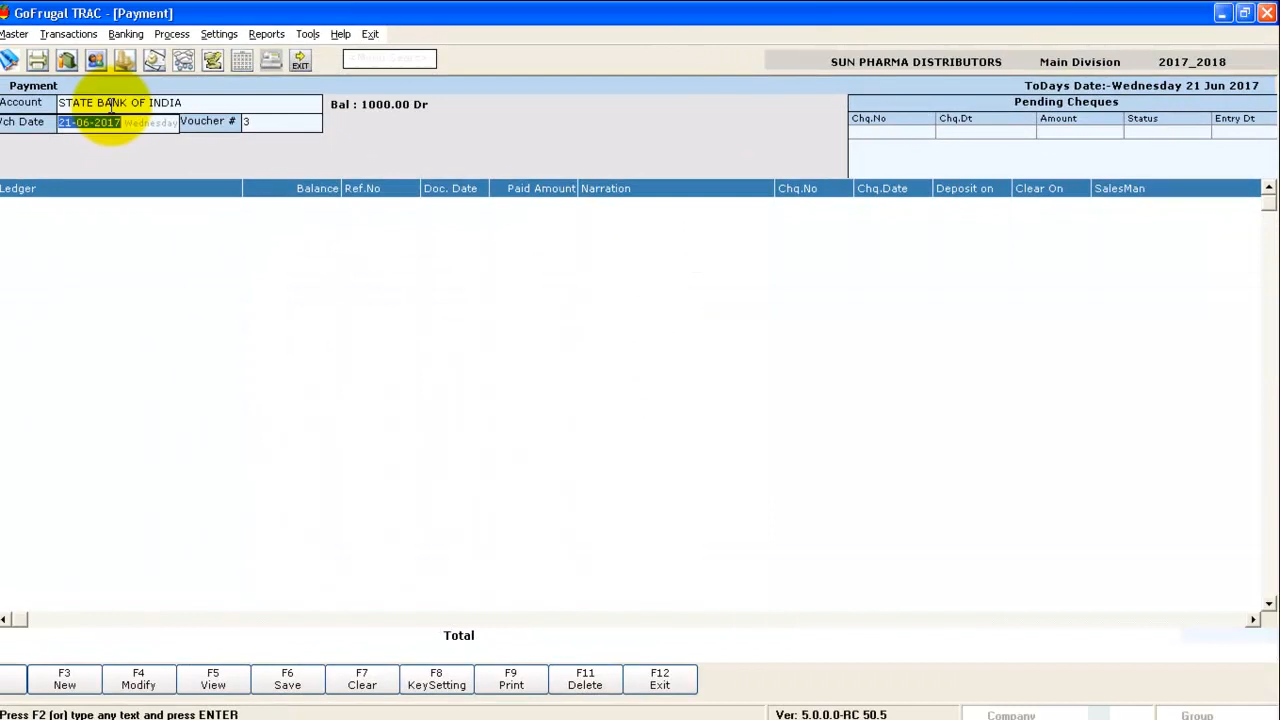 GoFrugal TRAC - [Payment]
Master Transactions Banking Process Settings Reports Tools Help Exit
EXIT
SUN PHARMA DISTRIBUTORS Main Division 2017_2018
Payment
ToDays Date:-Wednesday 21 Jun 2017
Account STATE BANK OF INDIA Bal : 1000.00 Dr
Pending Cheques
Vch Date 21-06-2017 Wednesday Voucher # 3
Chq.No Chq.Dt Amount Status Entry Dt
Ledger Balance Ref.No Doc. Date Paid Amount Narration Chq.No Chq.Date Deposit on Clear On SalesMan
Total
F3 F4 F5 F6 F7 F8 F9 F11 F12
New Modify View Save Clear KeySetting Print Delete Exit
Press F2 (or) type any text and press ENTER Ver: 5.0.0.0-RC 50.5 Company Group